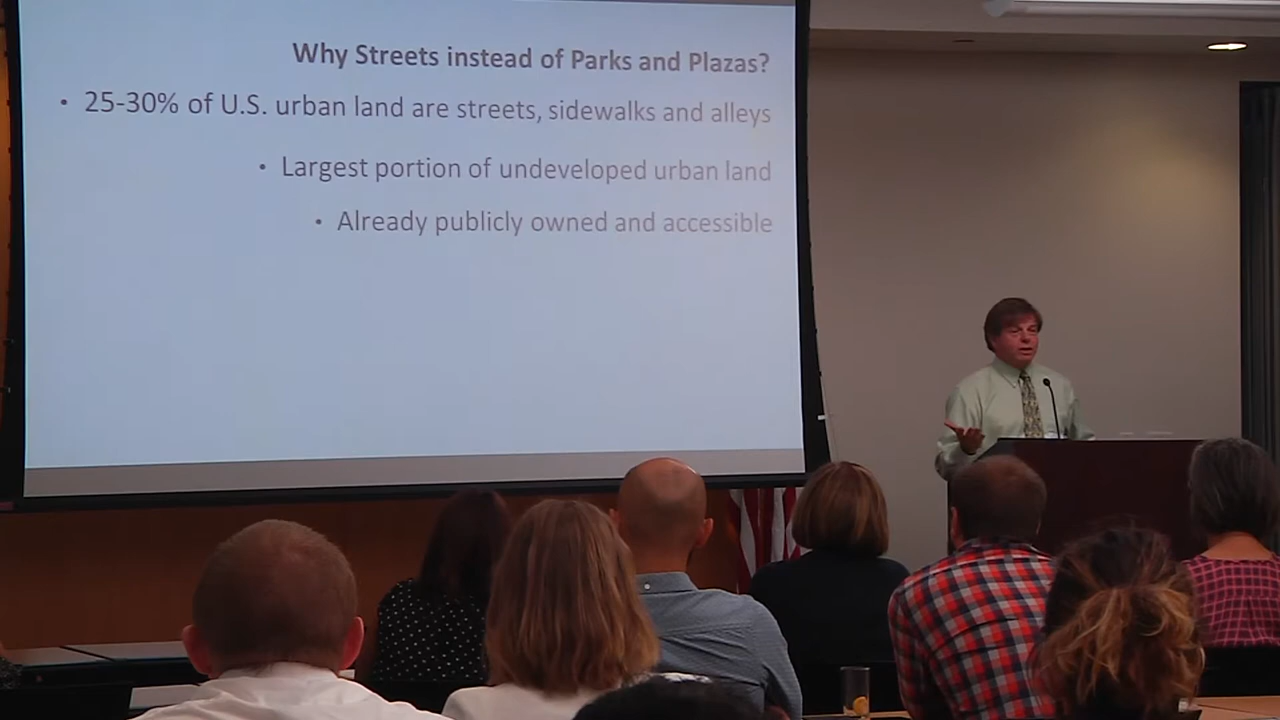 Why Streets instead of Parks and Plazas?
• 25-30% of U.S. urban land are streets, sidewalks and alleys
• Largest portion of undeveloped urban land
• Already publicly owned and accessible